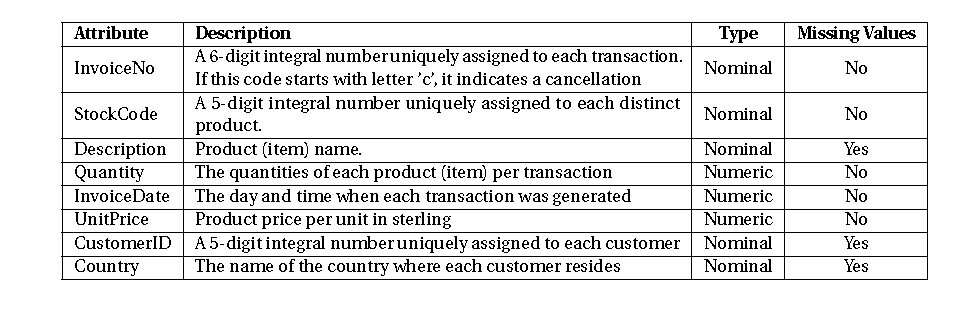 Attribute Description Type Missing Values
InvoiceNo A 6-digit integral number uniquely assigned to each transaction. If this code starts with letter 'c', it indicates a cancellation Nominal No
StockCode A 5-digit integral number uniquely assigned to each distinct product. Nominal No
Description Product (item) name. Nominal Yes
Quantity The quantities of each product (item) per transaction Numeric No
InvoiceDate The day and time when each transaction was generated Numeric No
UnitPrice Product price per unit in sterling Numeric No
CustomerID A 5-digit integral number uniquely assigned to each customer Nominal Yes
Country The name of the country where each customer resides Nominal Yes